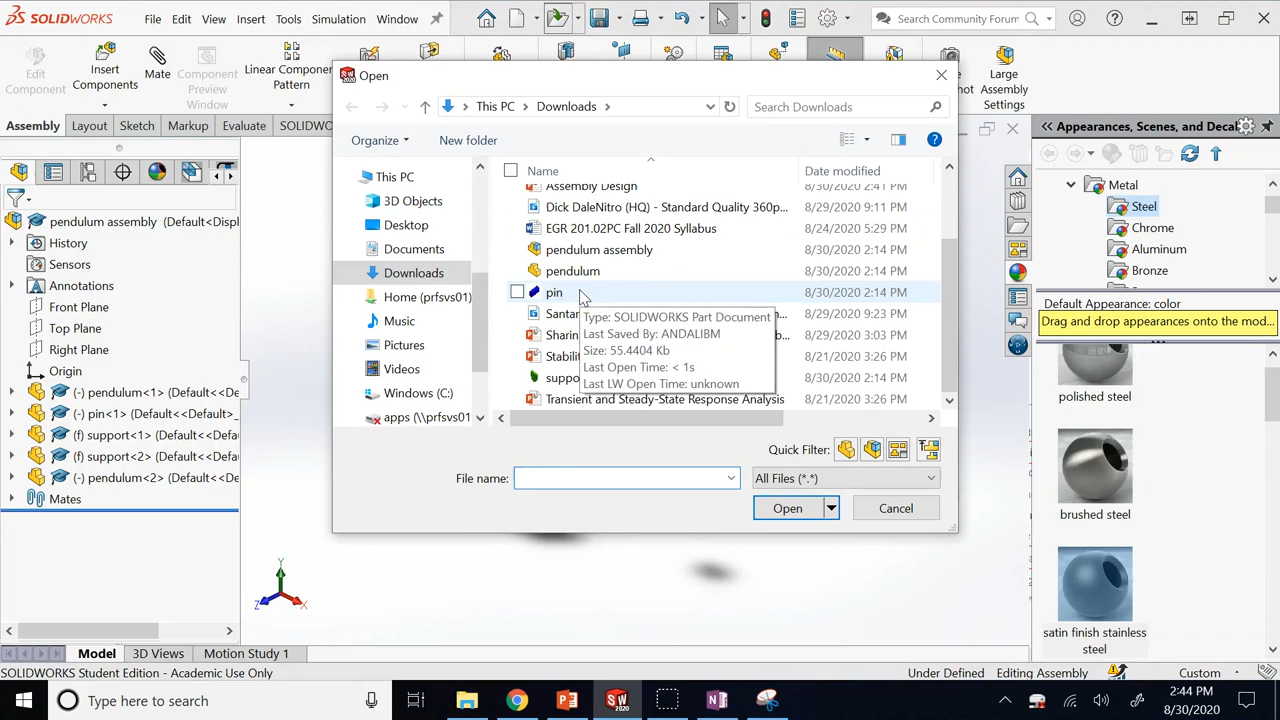 SOLIDWORKS File Edit View Insert Tools Simulation Window Search Community Forum
Edit Component
Insert Components
Mate
Component Preview Window
Linear Component Pattern
Large Assembly Settings
Assembly Layout Sketch Markup Evaluate SOLIDWO
pendulum assembly (Default<Displ
History
Sensors
Annotations
Front Plane
Top Plane
Right Plane
Origin
(-) pendulum<1> (Default<<D
(-) pin<1> (Default<<Default>_
(f) support<1> (Default<<Def
(f) support<2> (Default<<Def
(-) pendulum<2> (Default<<D
Mates
Open
This PC > Downloads >
Search Downloads
Organize
New folder
This PC
3D Objects
Desktop
Documents
Downloads
Home (prfsvs01)
Music
Pictures
Videos
Windows (C:)
apps (\\prfsvs01
Name Date modified
Assembly Design 8/30/2020 2:41 PM
Dick DaleNitro (HQ) - Standard Quality 360p... 8/29/2020 9:11 PM
EGR 201.02PC Fall 2020 Syllabus 8/24/2020 5:29 PM
pendulum assembly 8/30/2020 2:14 PM
pendulum 8/30/2020 2:14 PM
pin 8/30/2020 2:14 PM
Santar n... 8/29/2020 9:03 PM
Sharin b... 8/29/2020 3:03 PM
Stabilit 8/21/2020 3:26 PM
suppo 8/30/2020 2:14 PM
Transient and Steady-State Response Analysis 8/21/2020 3:26 PM
Type: SOLIDWORKS Part Document
Last Saved By: ANDALIBM
Size: 55.4404 Kb
Last Open Time: < 1s
Last LW Open Time: unknown
Quick Filter:
File name: All Files (*.*)
Open Cancel
Appearances, Scenes, and Decal
Metal
Steel
Chrome
Aluminum
Bronze
Default Appearance: color
Drag and drop appearances onto the mod...
polished steel
brushed steel
satin finish stainless steel
Y
Z
X
Model 3D Views Motion Study 1
SOLIDWORKS Student Edition - Academic Use Only Under Defined Editing Assembly Custom
Type here to search
SW 2020
2:44 PM
8/30/2020